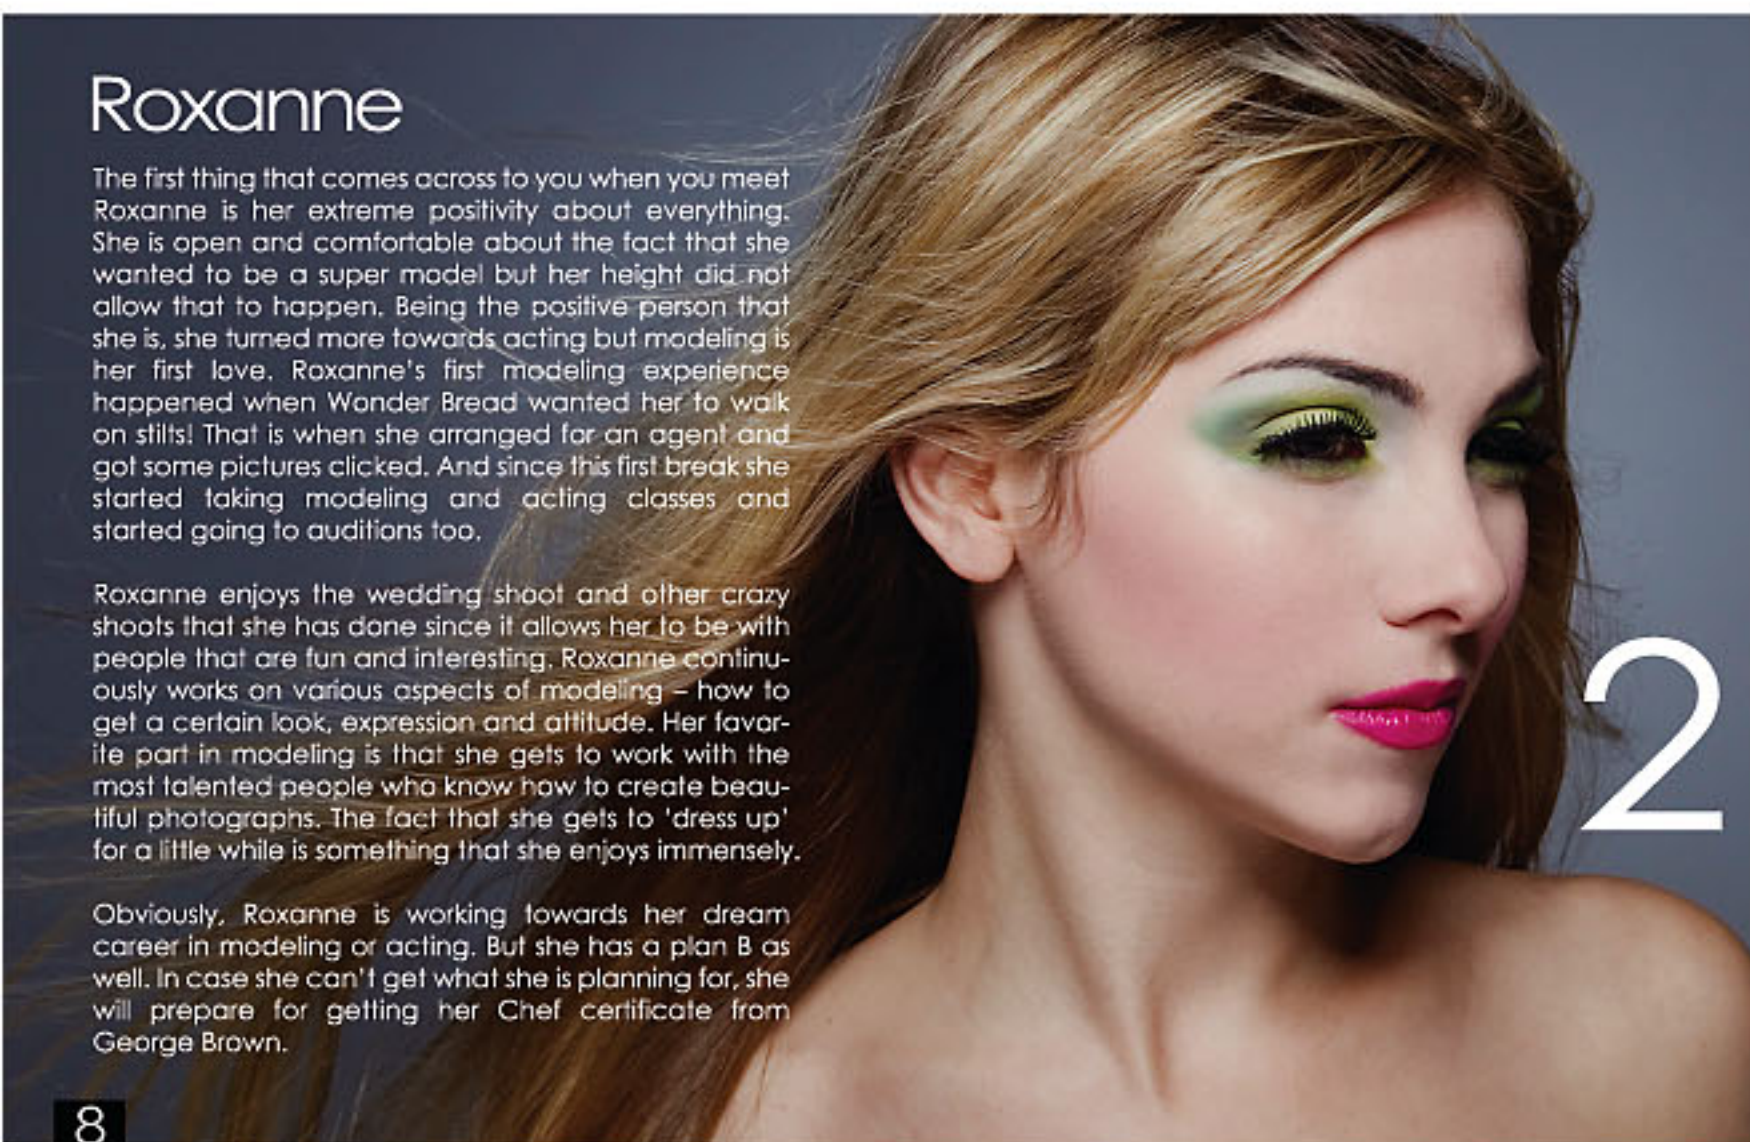 Roxanne
The first thing that comes across to you when you meet
Roxanne is her extreme positivity about everything.
She is open and comfortable about the fact that she
wanted to be a super model but her height did not
allow that to happen. Being the positive person that
she is, she turned more towards acting but modeling is
her first love. Roxanne's first modeling experience
happened when Wonder Bread wanted her to walk
on stilts! That is when she arranged for an agent and
got some pictures clicked. And since this first break she
started taking modeling and acting classes and
started going to auditions too.
Roxanne enjoys the wedding shoot and other crazy
shoots that she has done since it allows her to be with
people that are fun and interesting. Roxanne continu-
ously works on various aspects of modeling – how to
get a certain look, expression and attitude. Her favor-
ite part in modeling is that she gets to work with the
most talented people who know how to create beau-
tiful photographs. The fact that she gets to 'dress up'
for a little while is something that she enjoys immensely.
Obviously, Roxanne is working towards her dream
career in modeling or acting. But she has a plan B as
well. In case she can't get what she is planning for, she
will prepare for getting her Chef certificate from
George Brown.
2
8